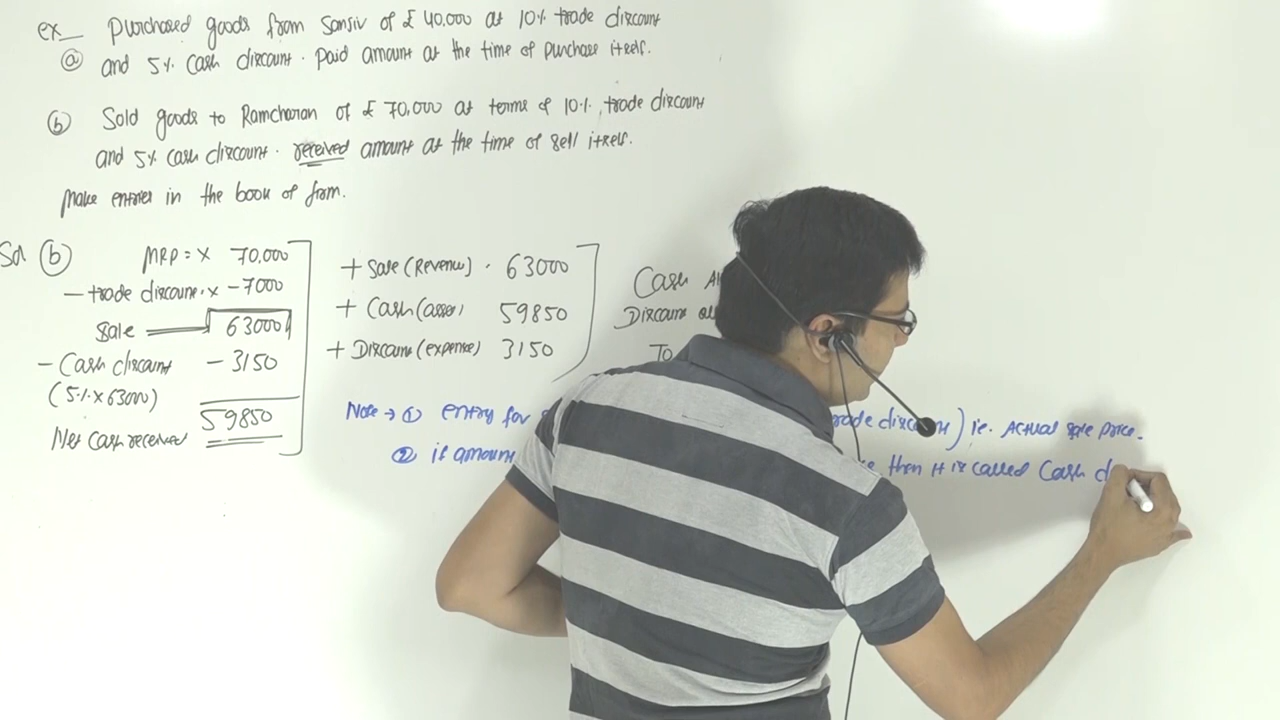 ex_ Purchased goods from Sansiv of £ 40,000 at 10% trade discount
ⓐ and 5% cash discount. Paid amount at the time of purchase itself.
ⓑ Sold goods to Ramcharan of £ 70,000 at terms of 10%, trade discount
and 5% cash discount. received amount at the time of sell itself.
Make entries in the book of firm.
Sol ⓑ MRP = x 70,000
- trade discount. x -7000
Sale 63000
- Cash discount - 3150
(5% x 63000)
Net Cash received 59850
+ Sale (Revenue). 63000
+ Cash (asset) 59850
+ Discount (expense) 3150
Cash
Discount
To
Note → ① entry for trade discount) i.e. Actual sale price.
② if amount then it is called Cash d